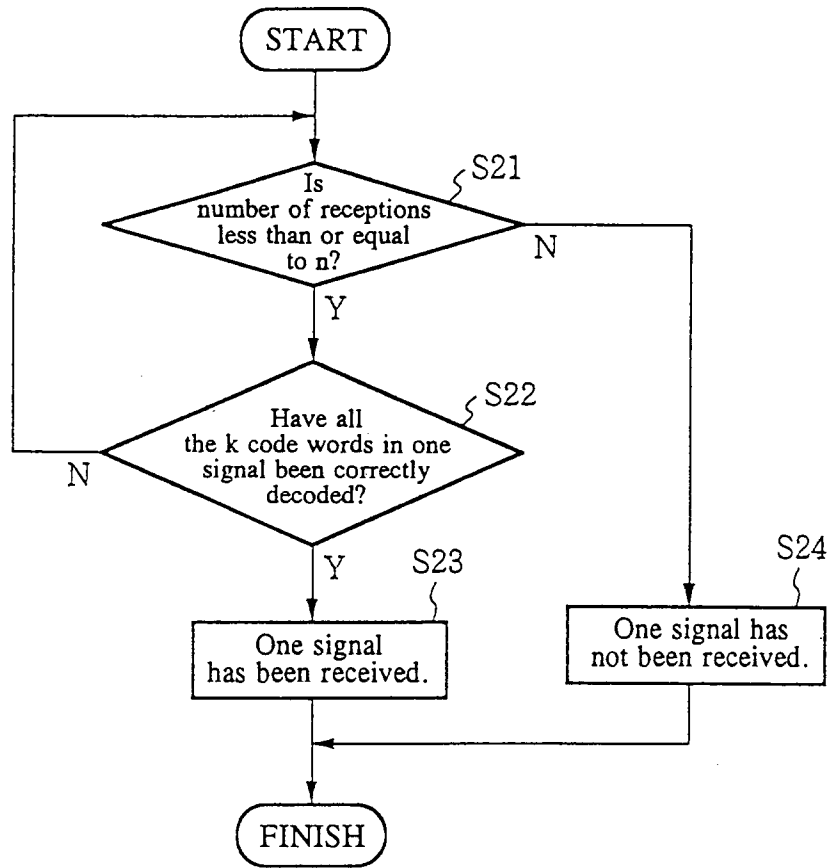 START
S21
Is
number of receptions
less than or equal
to n?
N
Y
S22
Have all
the k code words in one
signal been correctly
decoded?
N
Y
S23
S24
One signal
has been received.
One signal has
not been received.
FINISH